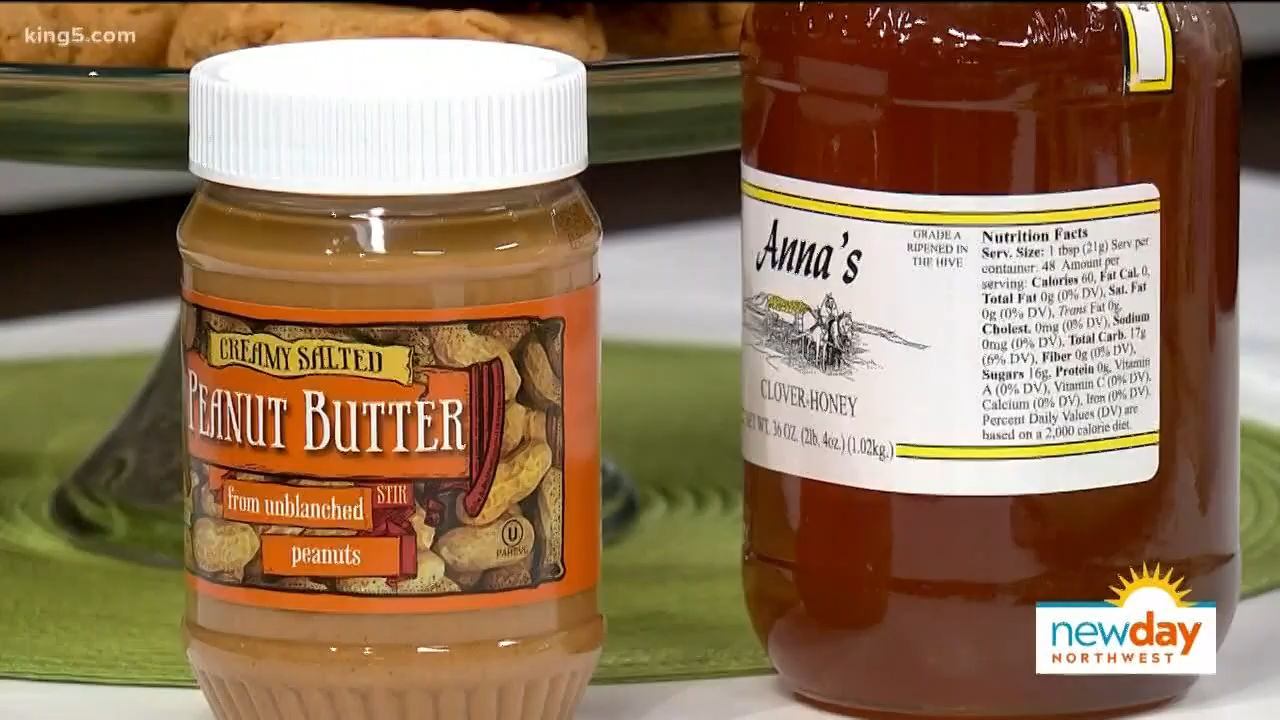 king5.com
CREAMY SALTED
PEANUT BUTTER
STIR
from unblanched
peanuts
U
Anna's
GRADE A
RIPENED IN
THE HIVE
CLOVER-HONEY
NET WT. 36 OZ. (2lb. 4oz.) (1.02kg.)
Nutrition Facts
Serv. Size: 1 tbsp (21g) Serv per
container: 48 Amount per
serving: Calories 60, Fat Cal. 0,
Total Fat 0g (0% DV), Sat. Fat
0g (0% DV), Trans Fat 0g,
Cholest. 0mg (0% DV), Sodium
0mg (0% DV), Total Carb. 17g
(6% DV), Fiber 0g (0% DV),
Sugars 16g, Protein 0g, Vitamin
A (0% DV), Vitamin C (0% DV),
Calcium (0% DV), Iron (0% DV).
Percent Daily Values (DV) are
based on a 2,000 calorie diet.
newday
NORTHWEST